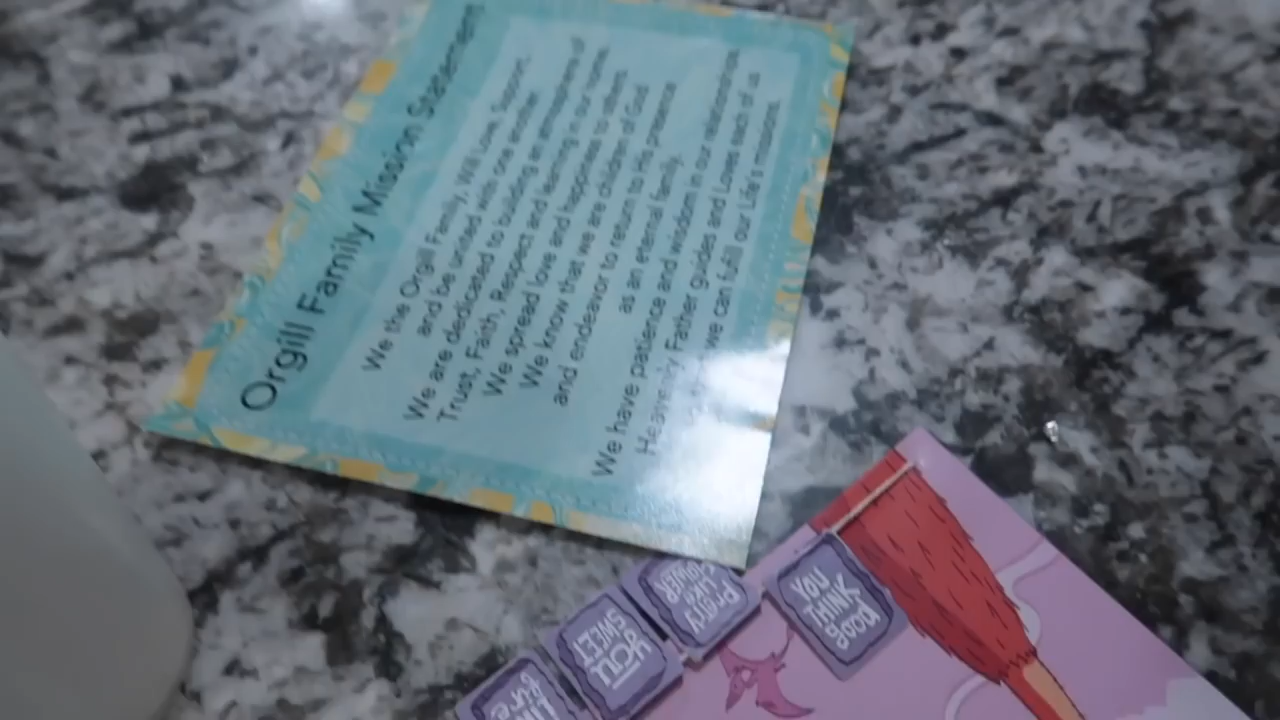 Orgill Family Mission Statement
We the Orgill Family, Will Love, Support,
and be united with one another
We are dedicated to building an atmosphere of
Trust, Faith, Respect and learning in our home.
We spread love and happiness to others
We know that we are children of God
and endeavor to return to His presence
as an eternal family.
We have patience and wisdom in our relationships
Heavenly Father guides and Loves each of us
we can fulfill our Life's mission.
PRETTY
LIKE
FLOWER
YOU
THINK
GOOD
YOU
SWEET